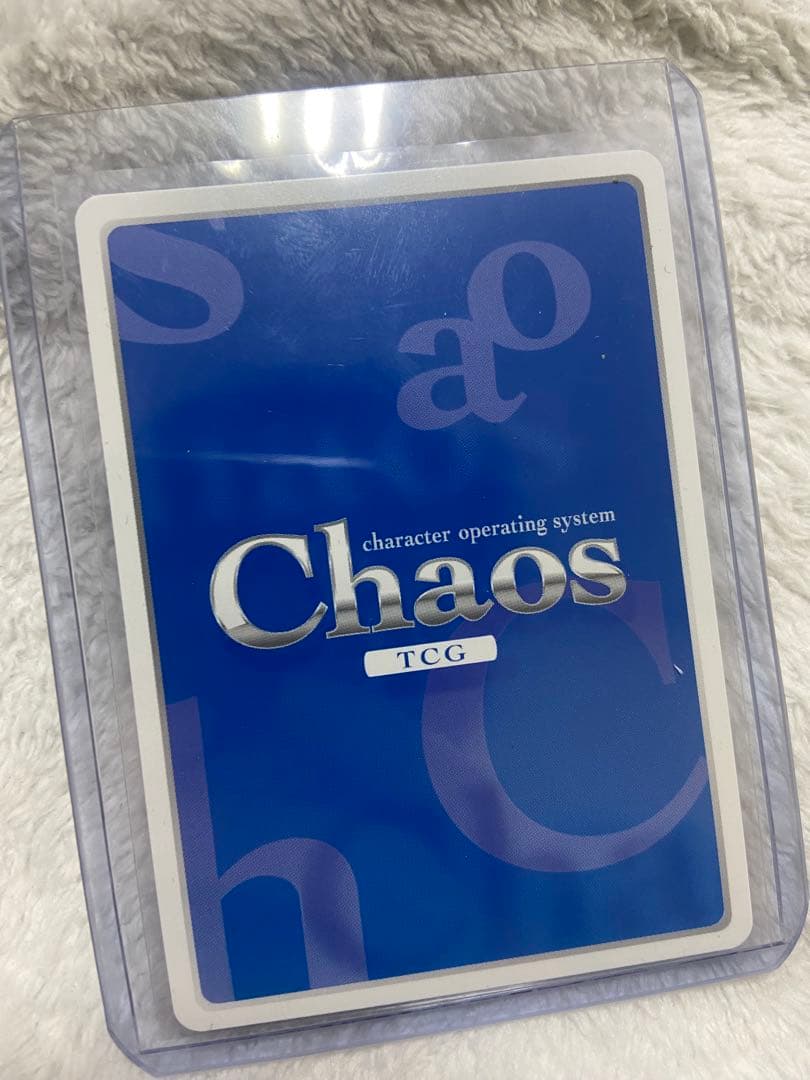 s
o
a
character operating system
Chaos
TCG
C
h